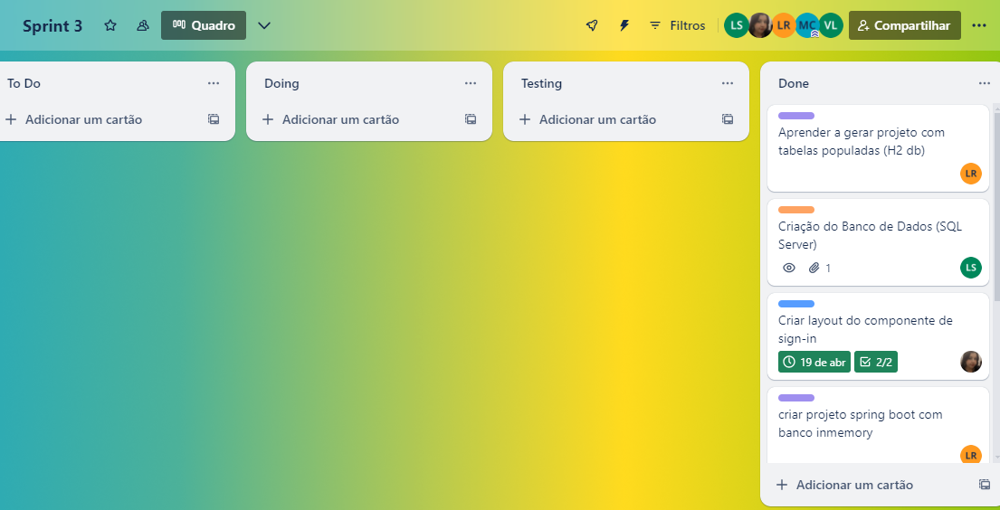 Sprint 3
Quadro
Filtros
LS
LR
MC
VL
Compartilhar
To Do
Adicionar um cartão
Doing
Adicionar um cartão
Testing
Adicionar um cartão
Done
Aprender a gerar projeto com
tabelas populadas (H2 db)
LR
Criação do Banco de Dados (SQL
Server)
1
LS
Criar layout do componente de
sign-in
19 de abr
2/2
criar projeto spring boot com
banco inmemory
LR
Adicionar um cartão